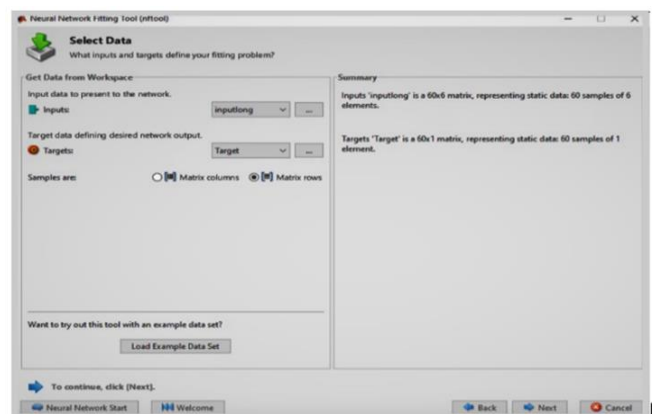 Neural Network Fitting Tool (nftool)
Select Data
What inputs and targets define your fitting problem?
Get Data from Workspace
Input data to present to the network.
Inputs:
inputlong
...
Target data defining desired network output.
Targets:
Target
...
Samples are:
Matrix columns
Matrix rows
Summary
Inputs 'inputlong' is a 60x6 matrix, representing static data: 60 samples of 6
elements.
Targets 'Target' is a 60x1 matrix, representing static data: 60 samples of 1
element.
Want to try out this tool with an example data set?
Load Example Data Set
To continue, click [Next].
Neural Network Start
Welcome
Back
Next
Cancel